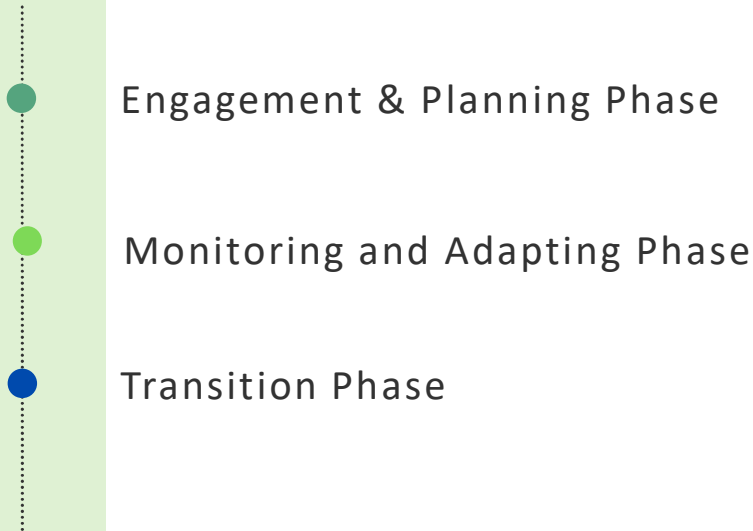 Engagement & Planning Phase
Monitoring and Adapting Phase
Transition Phase